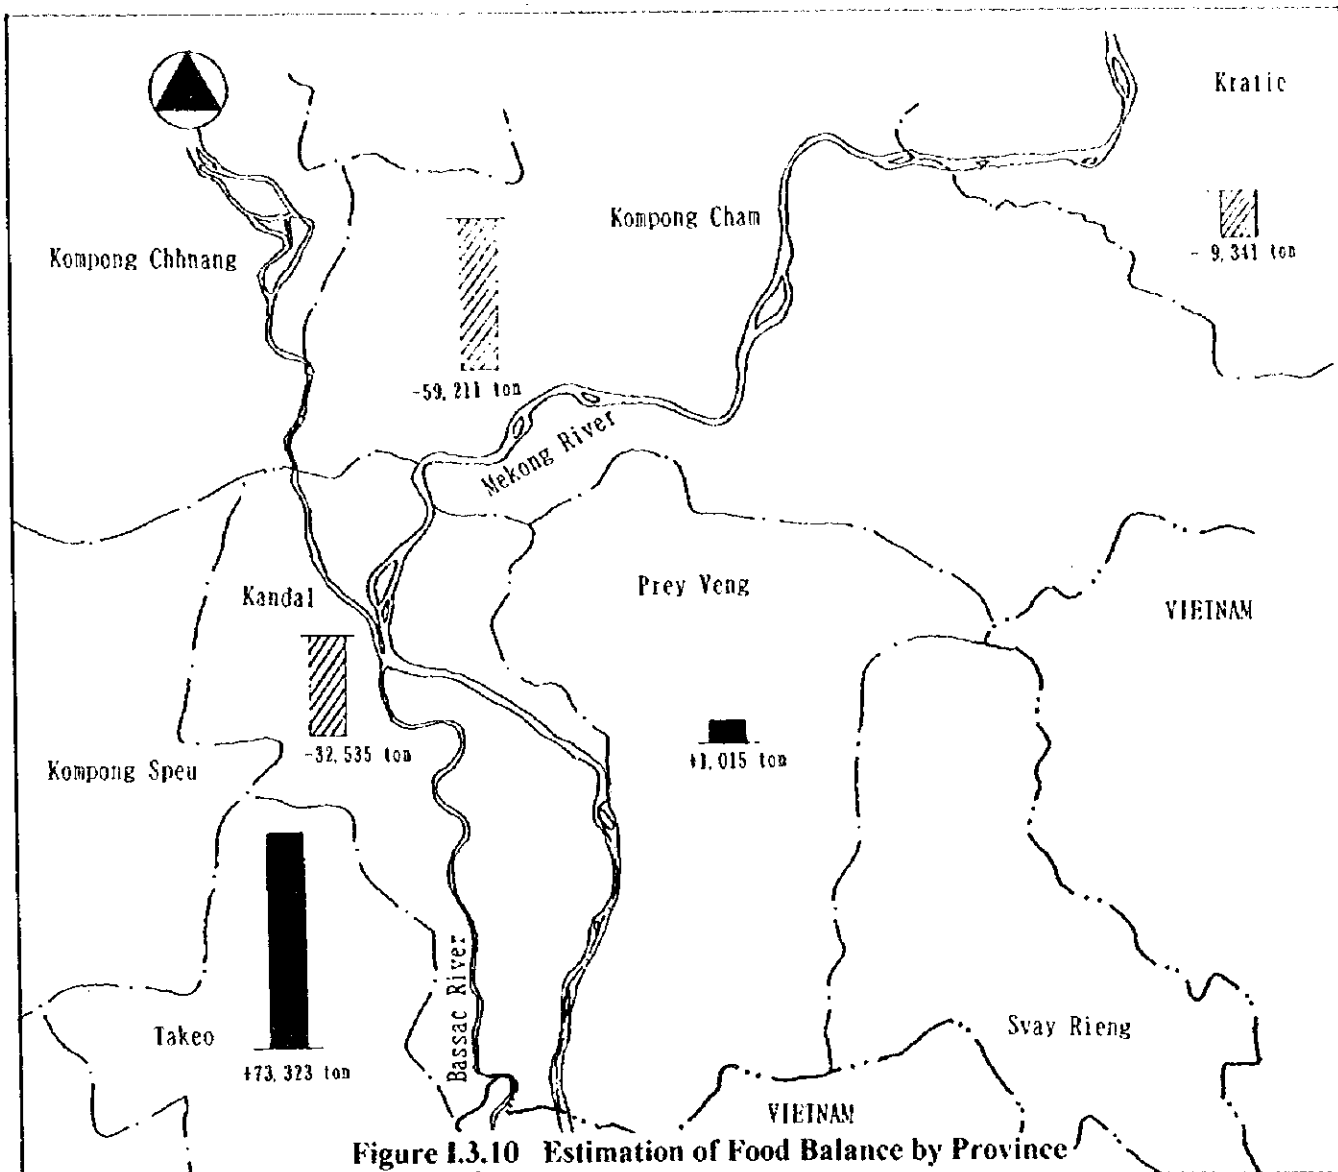 Kratie
Kompong Cham
Kompong Chhnang
- 9,341 ton
-59,211 ton
Mekong River
Kandal
Prey Veng
VIETNAM
-32,535 ton
+1,015 ton
Kompong Speu
Bassac River
Takeo
Svay Rieng
+73,323 ton
VIETNAM
Figure I.3.10 Estimation of Food Balance by Province